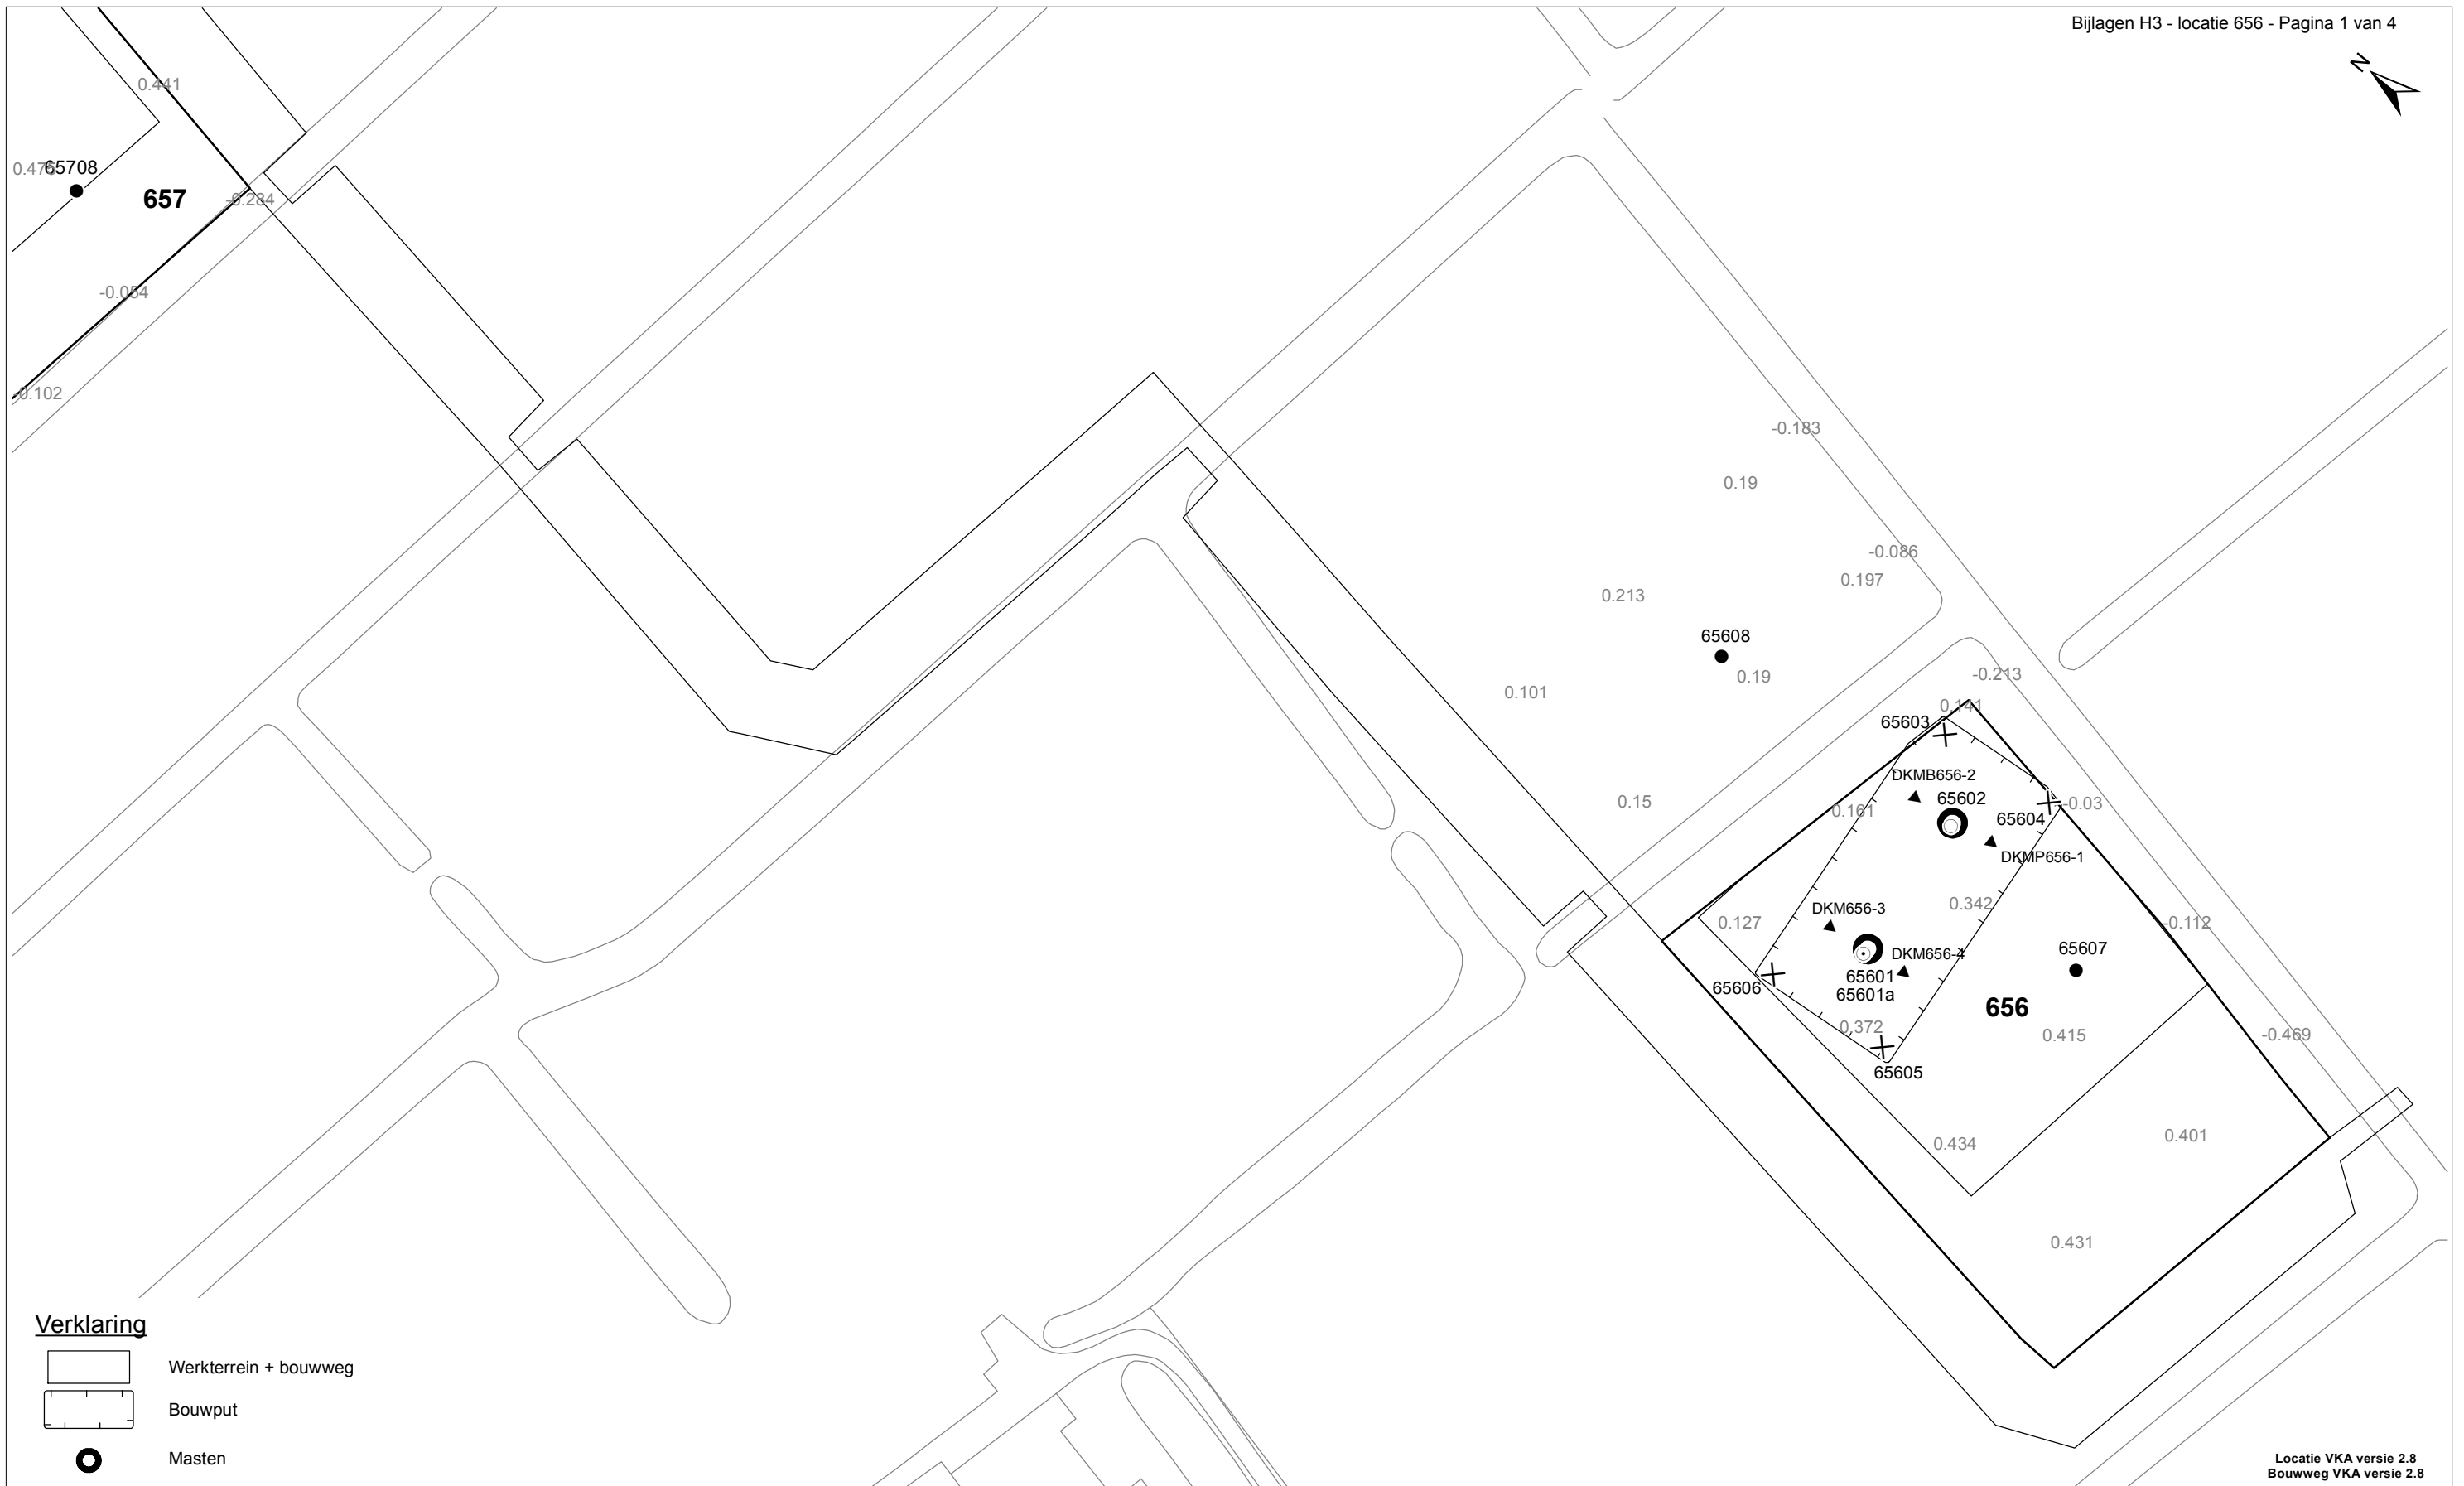 Bijlagen H3 - locatie 656 - Pagina 1 van 4
N
0.441
0.475
65708
657
-0.284
-0.054
-0.102
-0.183
0.19
-0.086
0.197
0.213
65608
0.19
0.101
-0.213
0.141
65603
DKMB656-2
65602
0.15
0.161
-0.03
65604
DKMP656-1
0.342
DKM656-3
0.127
-0.112
65607
DKM656-4
65601
65606
65601a
656
0.372
0.415
-0.469
65605
0.401
0.434
0.431
Verklaring
Werkterrein + bouwweg
Bouwput
Masten
Locatie VKA versie 2.8
Bouwweg VKA versie 2.8